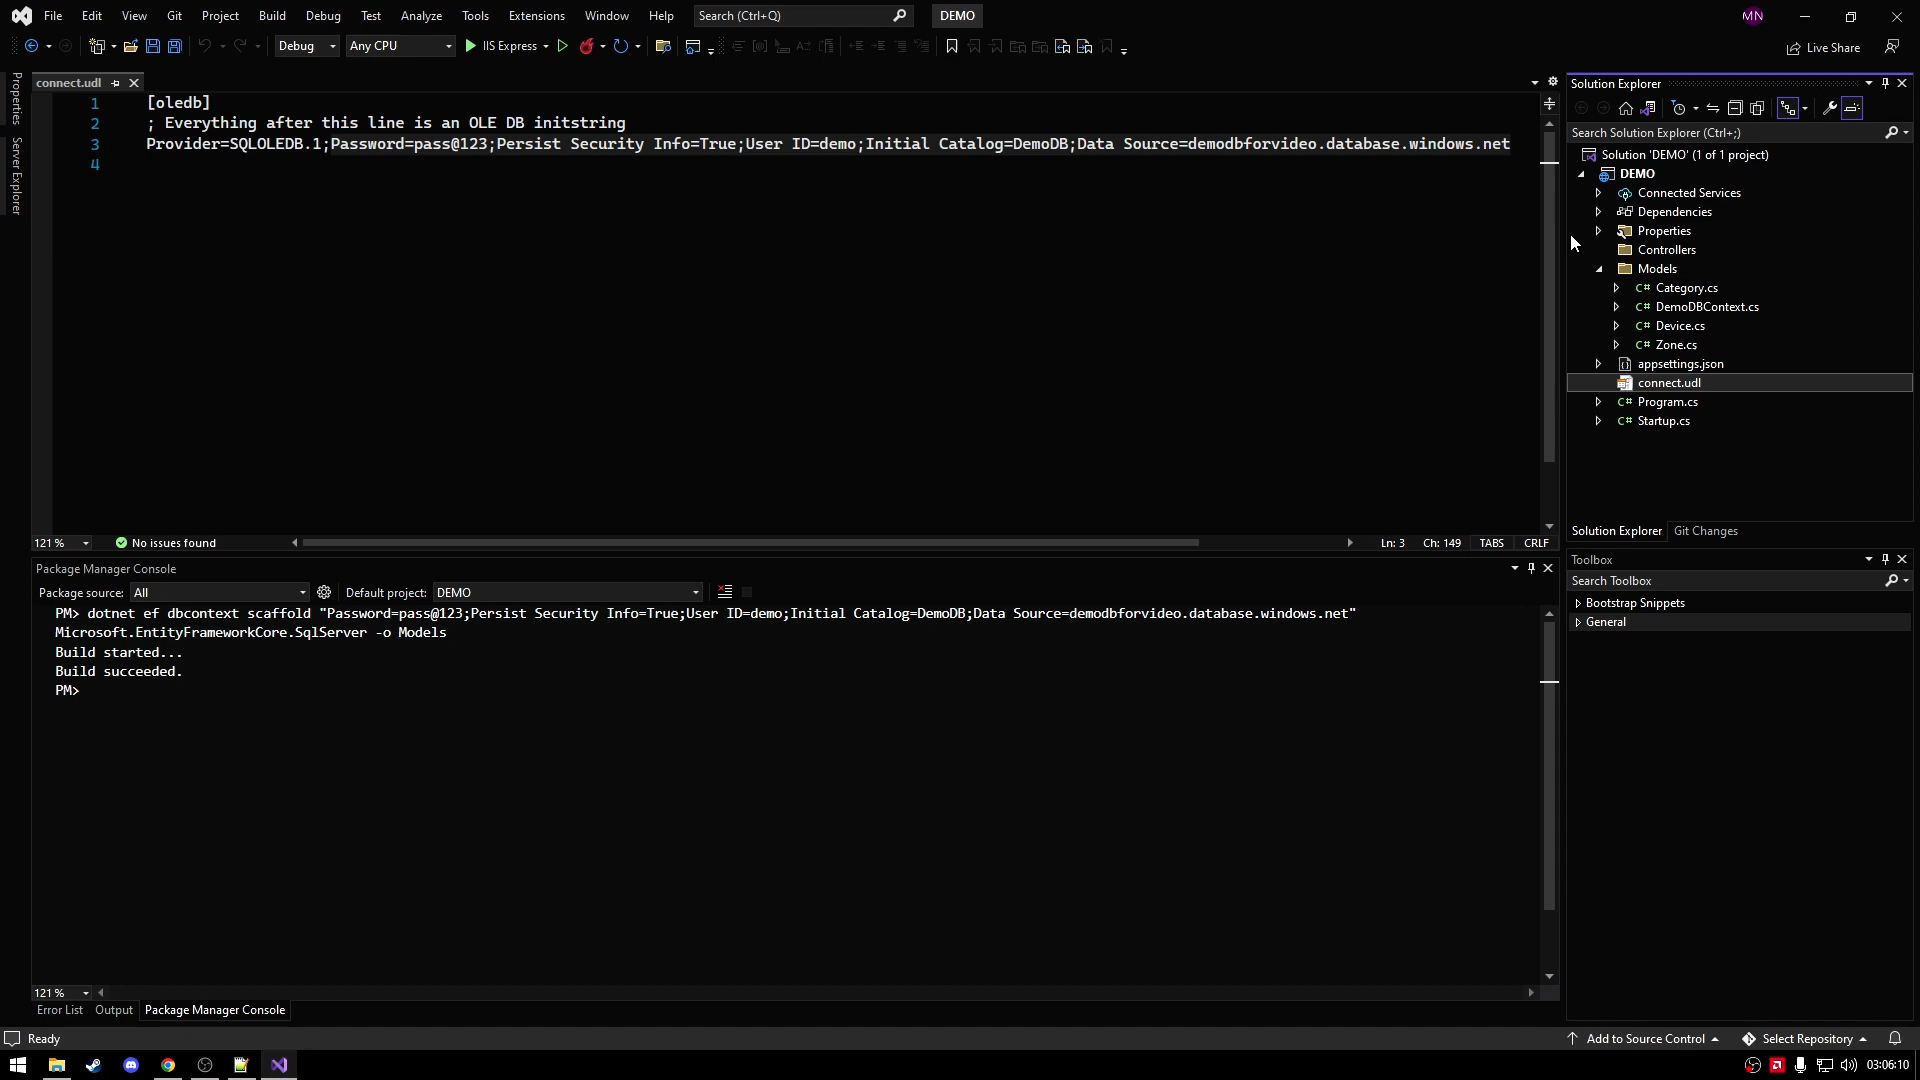 File Edit View Git Project Build Debug Test Analyze Tools Extensions Window Help Search (Ctrl+Q) DEMO MN
Debug Any CPU IIS Express Live Share
Properties
Server Explorer
connect.udl
1 [oledb]
2 ; Everything after this line is an OLE DB initstring
3 Provider=SQLOLEDB.1;Password=pass@123;Persist Security Info=True;User ID=demo;Initial Catalog=DemoDB;Data Source=demodbforvideo.database.windows.net
4
121 % No issues found Ln: 3 Ch: 149 TABS CRLF
Package Manager Console
Package source: All Default project: DEMO
PM> dotnet ef dbcontext scaffold "Password=pass@123;Persist Security Info=True;User ID=demo;Initial Catalog=DemoDB;Data Source=demodbforvideo.database.windows.net"
Microsoft.EntityFrameworkCore.SqlServer -o Models
Build started...
Build succeeded.
PM>
121 %
Error List Output Package Manager Console
Solution Explorer
Search Solution Explorer (Ctrl+;)
Solution 'DEMO' (1 of 1 project)
DEMO
Connected Services
Dependencies
Properties
Controllers
Models
C# Category.cs
C# DemoDBContext.cs
C# Device.cs
C# Zone.cs
appsettings.json
connect.udl
C# Program.cs
C# Startup.cs
Solution Explorer Git Changes
Toolbox
Search Toolbox
Bootstrap Snippets
General
Ready Add to Source Control Select Repository
03:06:10